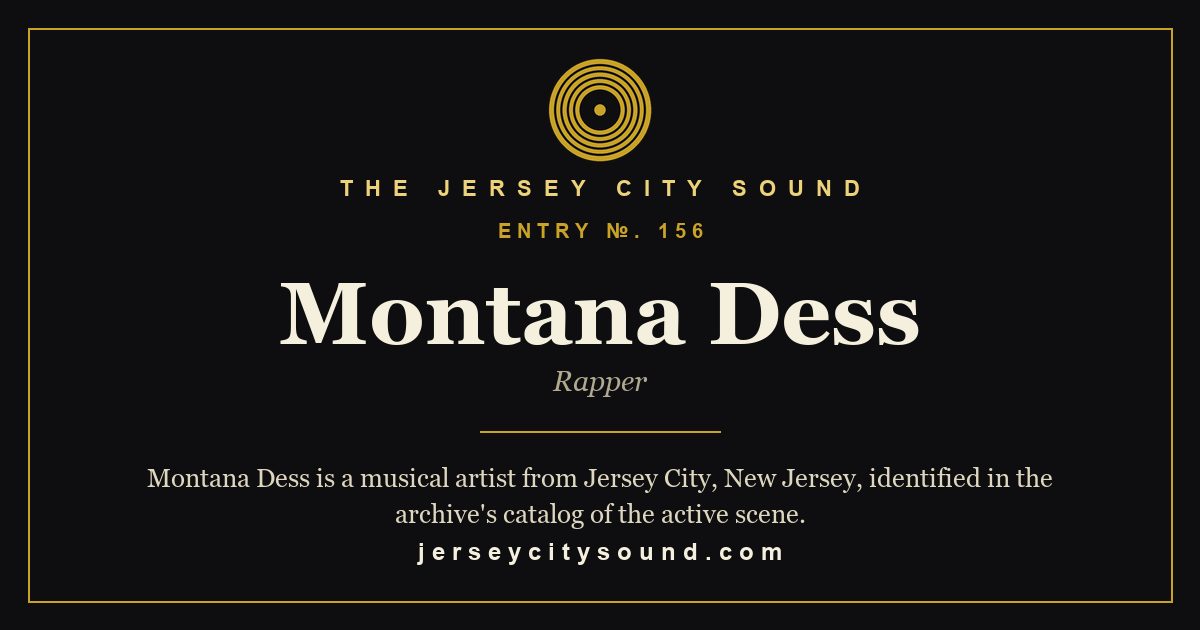 THE JERSEY CITY SOUND
ENTRY №. 156
Montana Dess
Rapper
Montana Dess is a musical artist from Jersey City, New Jersey, identified in the
archive's catalog of the active scene.
jerseycitysound.com